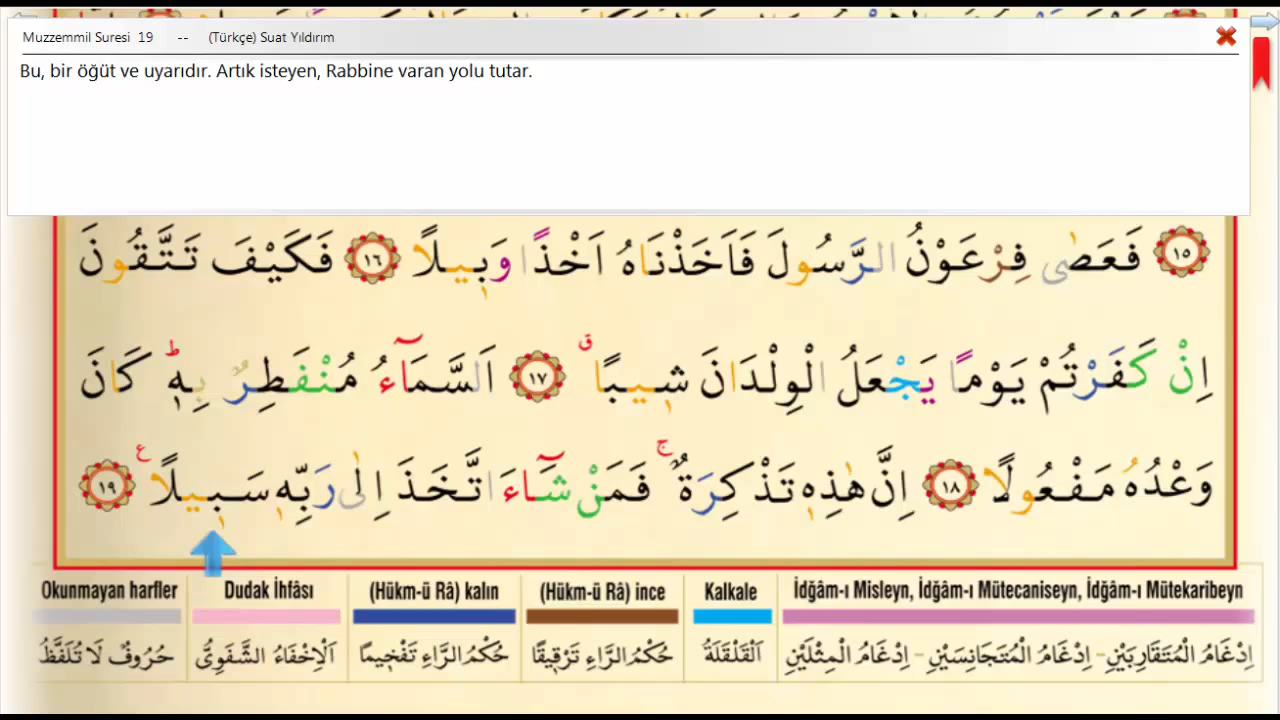 Muzzemmil Suresi 19 -- (Türkçe) Suat Yıldırım
Bu, bir öğüt ve uyarıdır. Artık isteyen, Rabbine varan yolu tutar.
﴿١٥﴾ فَعَصٰى فِرْعَوْنُ الرَّسُولَ فَاَخَذْنَاهُ اَخْذًا وَبٖيلًا ﴿١٦﴾ فَكَيْفَ تَتَّقُونَ
اِنْ كَفَرْتُمْ يَوْمًا يَجْعَلُ الْوِلْدَانَ شٖيبًاۗ ﴿١٧﴾ اَلسَّمَٓاءُ مُنْفَطِرٌ بِهٖؕ كَانَ
وَعْدُهُ مَفْعُولًا ﴿١٨﴾ اِنَّ هٰذِهٖ تَذْكِرَةٌۚ فَمَنْ شَٓاءَ اتَّخَذَ اِلٰى رَبِّهٖ سَبٖيلًا ع ﴿١٩﴾
Okunmayan harfler Dudak İhfâsı (Hükm-ü Râ) kalın (Hükm-ü Râ) ince Kalkale İdğâm-ı Misleyn, İdğâm-ı Mütecaniseyn, İdğâm-ı Mütekaribeyn
حُرُوفٌ لَا تُلَفَّظُ اَلْاِخْفَاءُ الشَّفَوِىُّ حُكْمُ الرَّاءِ تَفْخٖيمًا حُكْمُ الرَّاءِ تَرْقٖيقًا اَلْقَلْقَلَةُ اِدْغَامُ الْمُتَقَارِبَيْنِ - اِدْغَامُ الْمُتَجَانِسَيْنِ - اِدْغَامُ الْمِثْلَيْنِ